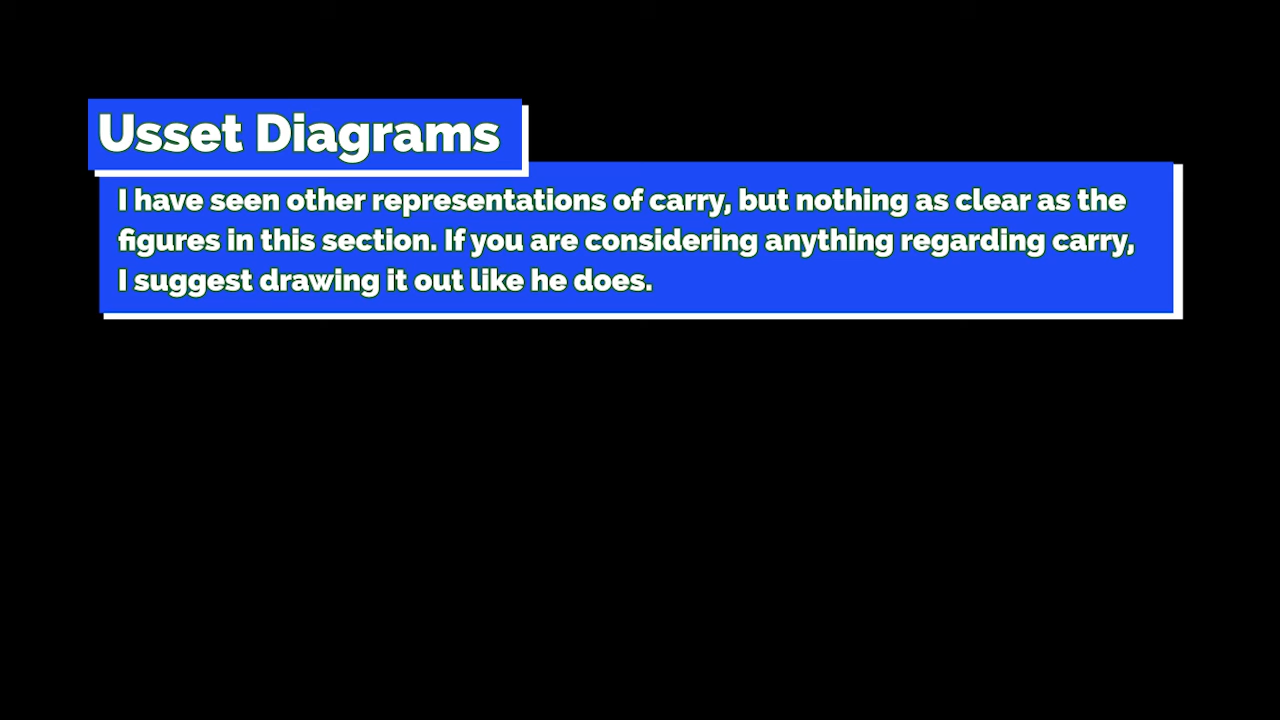 Usset Diagrams
I have seen other representations of carry, but nothing as clear as the
figures in this section. If you are considering anything regarding carry,
I suggest drawing it out like he does.